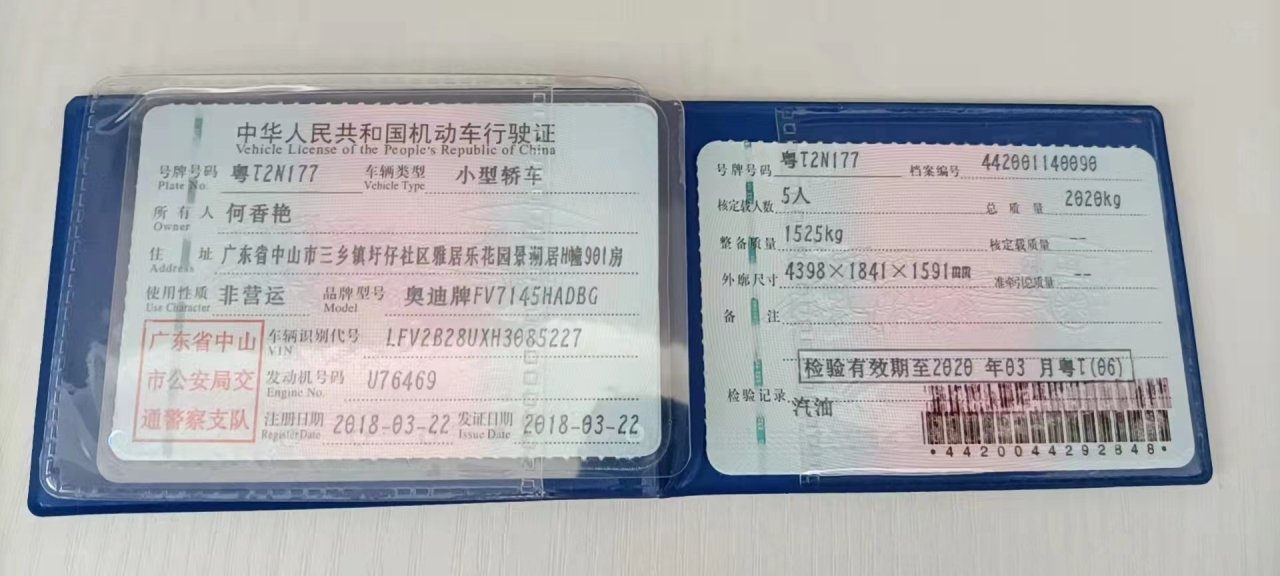 中华人民共和国机动车行驶证
Vehicle License of the People's Republic of China
号牌号码 粤T2N177 车辆类型 小型轿车
Plate No. Vehicle Type
所有人 何香艳
Owner
住址 广东省中山市三乡镇圩仔社区雅居乐花园景湖居H幢901房
Address
使用性质 非营运 品牌型号 奥迪牌FV7145HADBG
Use Character Model
广东省中山
市公安局交
通警察支队
车辆识别代号 LFV2B28UXH3085227
VIN
发动机号码 U76469
Engine No.
注册日期 2018-03-22 发证日期 2018-03-22
Register Date Issue Date
号牌号码 粤T2N177 档案编号 442001140090
核定载人数 5人 总质量 2020kg
整备质量 1525kg 核定载质量 --
外廓尺寸 4398×1841×1591mm 准牵引总质量 --
备注
检验有效期至2020年03月粤T(06)
检验记录 汽油
*4420044292848*